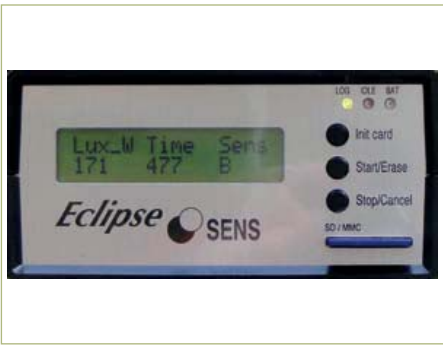 LOG IDLE BAT
Lux_W Time Sens
171 477 B
Init card
Start/Erase
Stop/Cancel
Eclipse SENS
SD / MMC